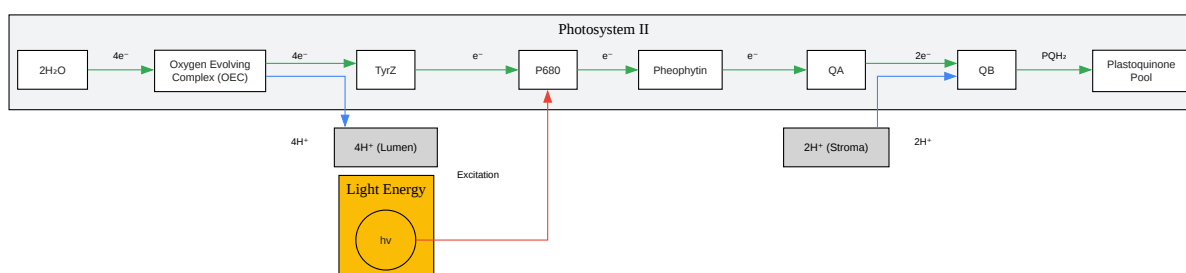 Photosystem II
4e⁻
4e⁻
e⁻
e⁻
e⁻
2e⁻
PQH₂
2H₂O
Oxygen Evolving
Complex (OEC)
TyrZ
P680
Pheophytin
QA
QB
Plastoquinone
Pool
4H⁺
4H⁺ (Lumen)
2H⁺ (Stroma)
2H⁺
Excitation
Light Energy
hv